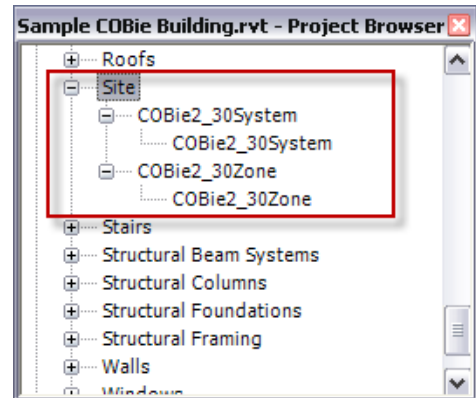 Sample COBie Building.rvt - Project Browser
Roofs
Site
COBie2_30System
COBie2_30System
COBie2_30Zone
COBie2_30Zone
Stairs
Structural Beam Systems
Structural Columns
Structural Foundations
Structural Framing
Walls
Windows